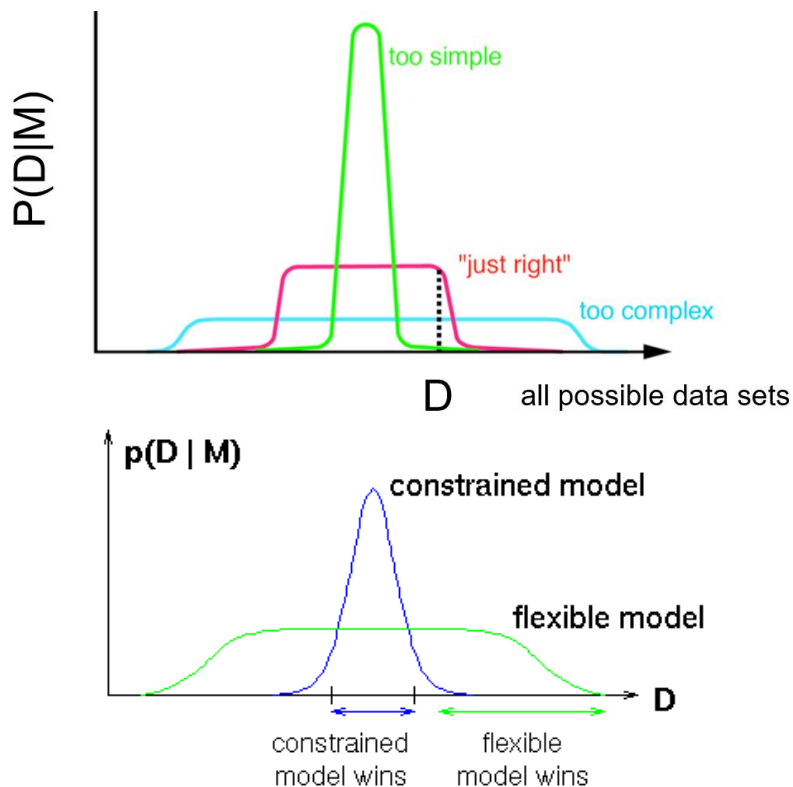 P(D|M)
too simple
"just right"
too complex
D
all possible data sets
p(D | M)
constrained model
flexible model
D
constrained
model wins
flexible
model wins